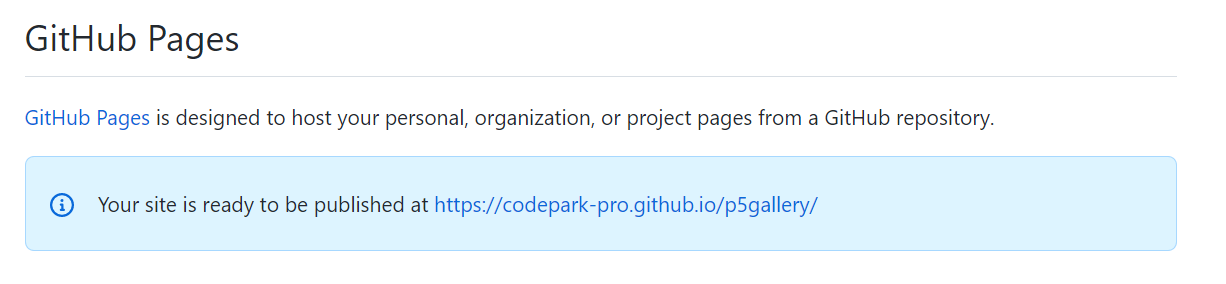 GitHub Pages
GitHub Pages is designed to host your personal, organization, or project pages from a GitHub repository.
Your site is ready to be published at https://codepark-pro.github.io/p5gallery/